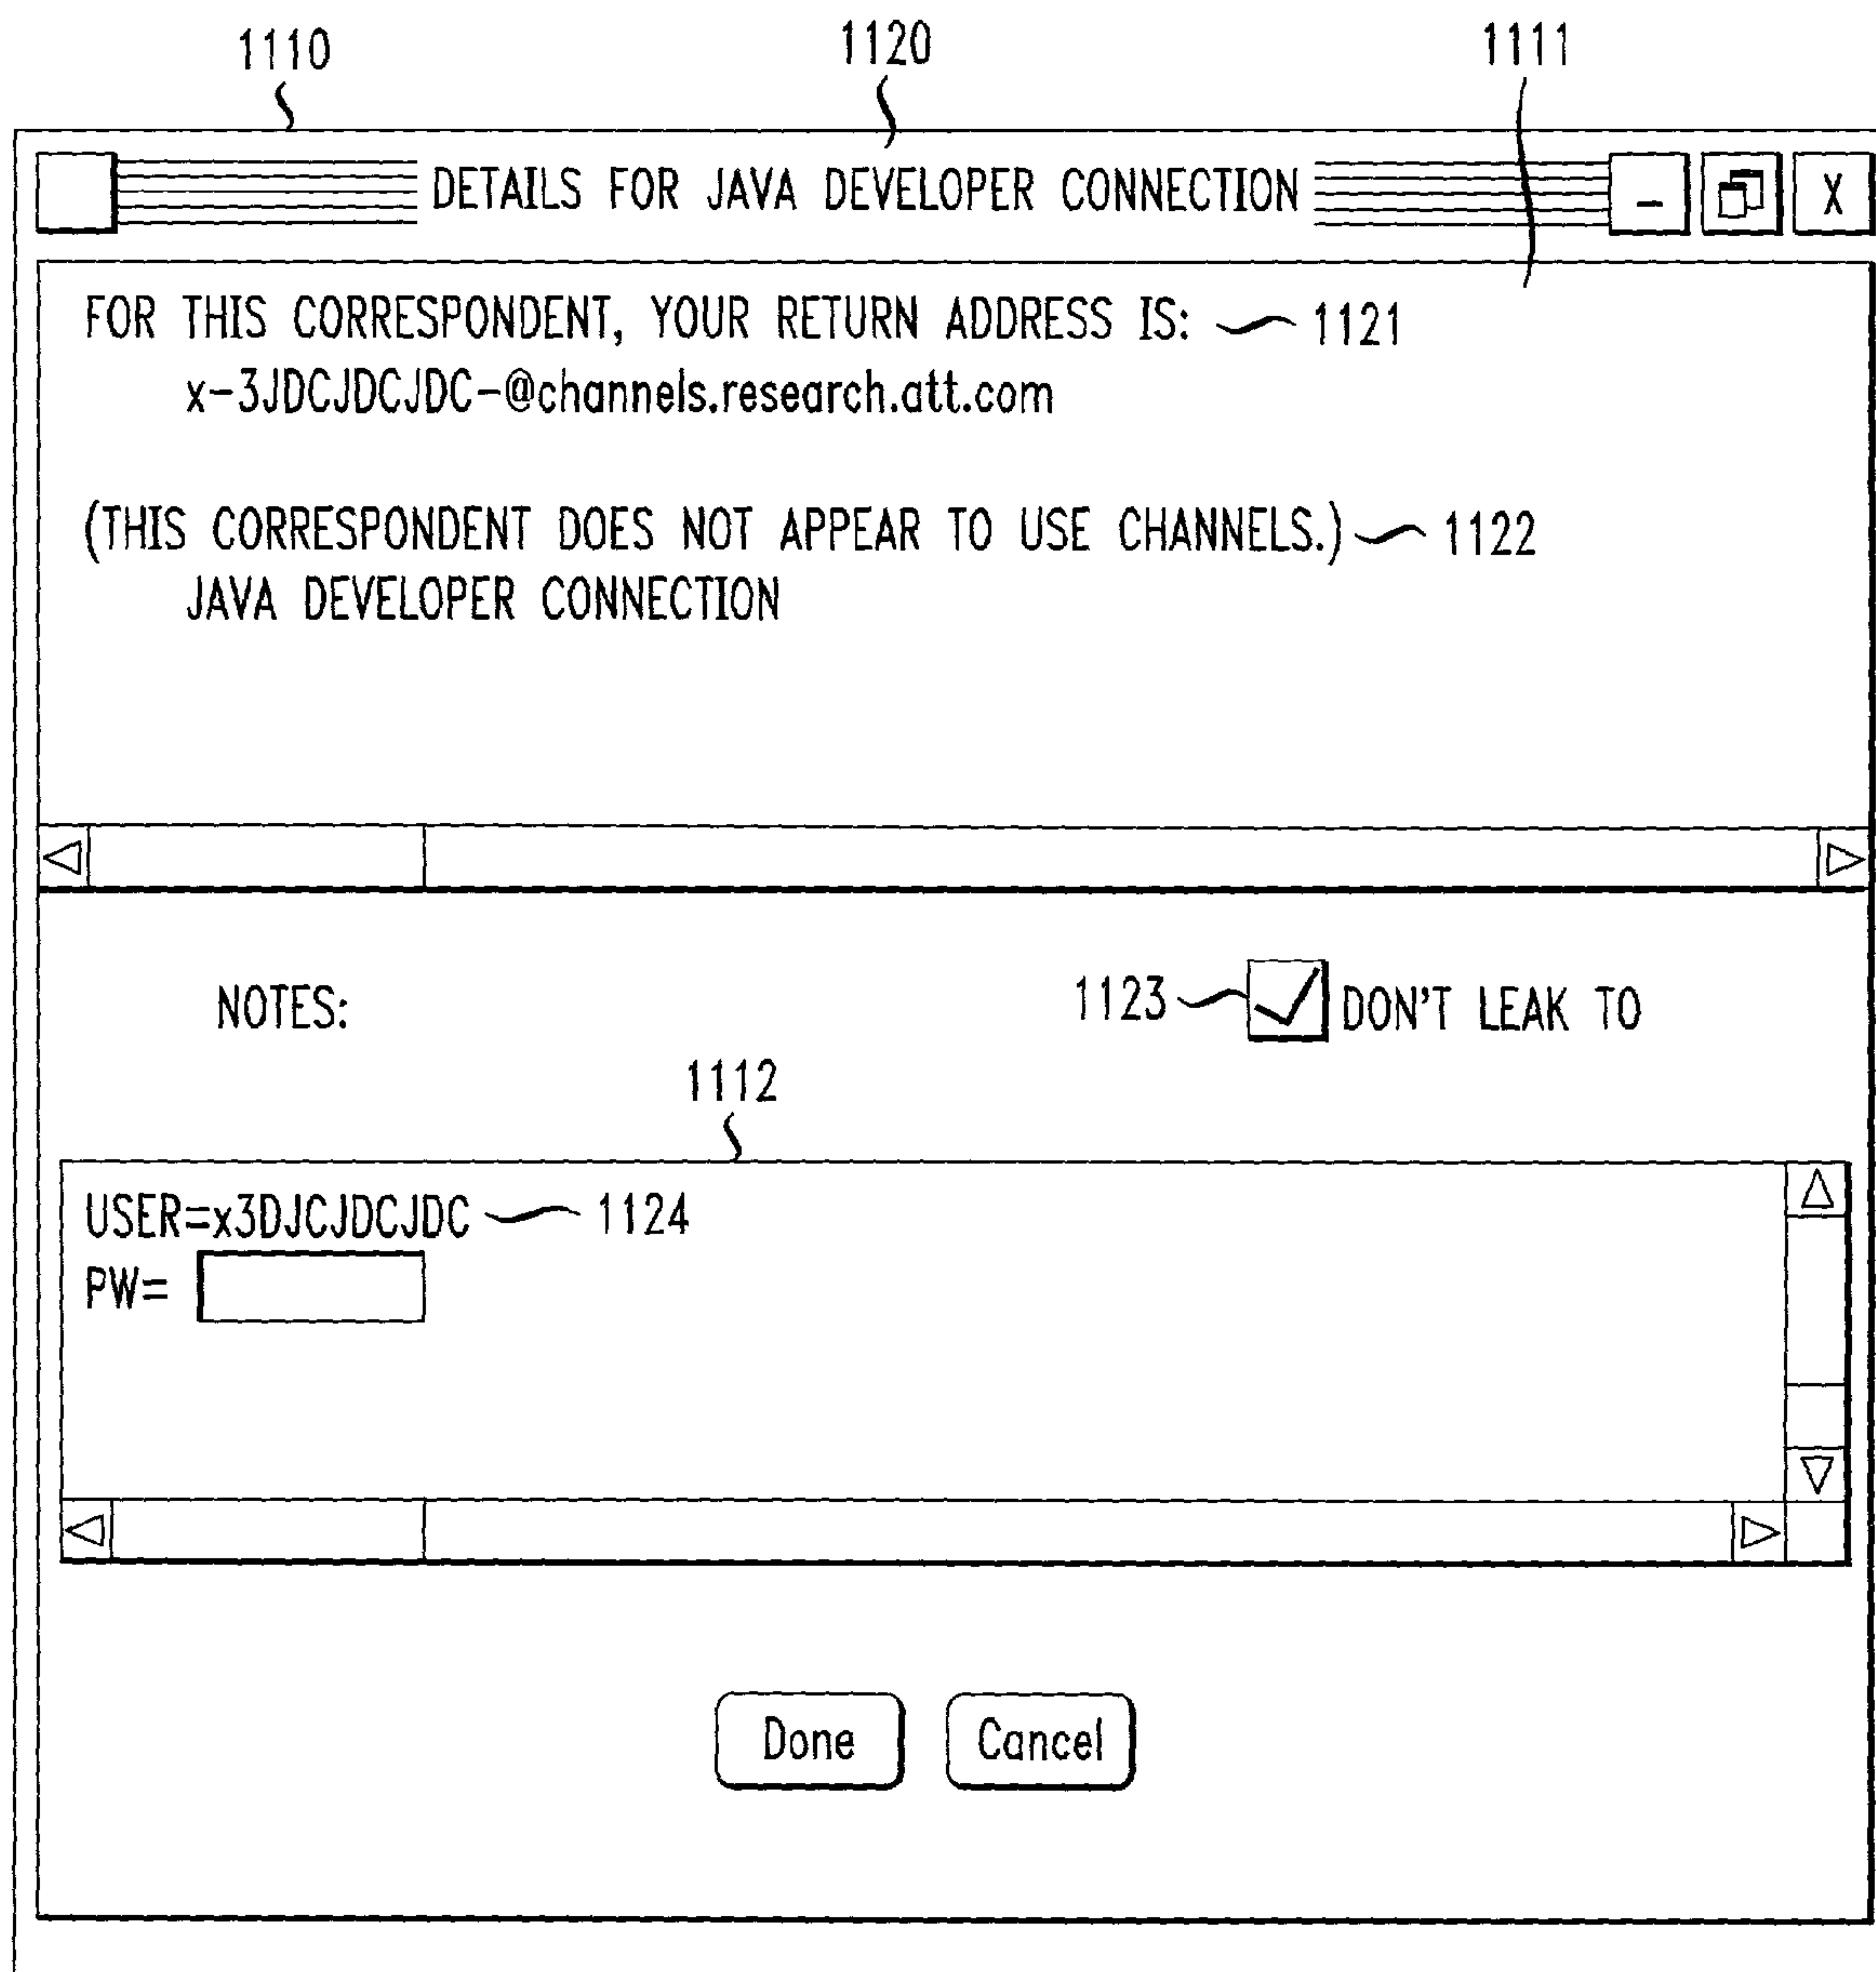 1110 1120 1111
DETAILS FOR JAVA DEVELOPER CONNECTION - X
FOR THIS CORRESPONDENT, YOUR RETURN ADDRESS IS: 1121
x-3JDCJDCJDC-@channels.research.att.com
(THIS CORRESPONDENT DOES NOT APPEAR TO USE CHANNELS.) 1122
JAVA DEVELOPER CONNECTION
NOTES: 1123 DON'T LEAK TO
1112
USER=x3DJCJDCJDC 1124
PW=
Done Cancel